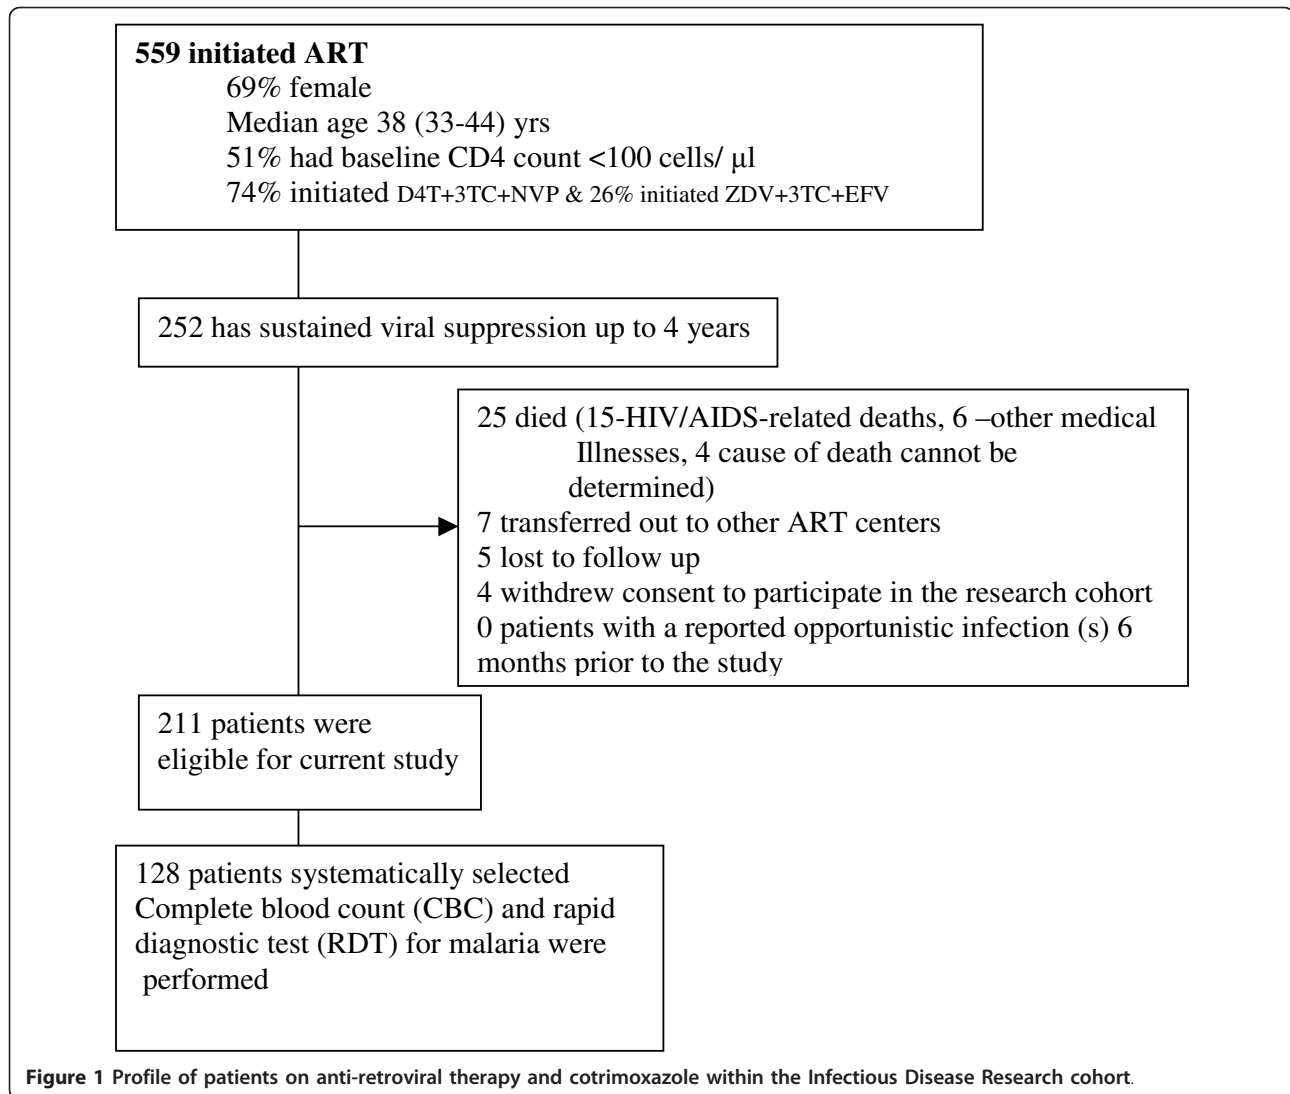 559 initiated ART
69% female
Median age 38 (33-44) yrs
51% had baseline CD4 count <100 cells/ μl
74% initiated D4T+3TC+NVP & 26% initiated ZDV+3TC+EFV
252 has sustained viral suppression up to 4 years
25 died (15-HIV/AIDS-related deaths, 6 –other medical
Illnesses, 4 cause of death cannot be
determined)
7 transferred out to other ART centers
5 lost to follow up
4 withdrew consent to participate in the research cohort
0 patients with a reported opportunistic infection (s) 6
months prior to the study
211 patients were
eligible for current study
128 patients systematically selected
Complete blood count (CBC) and rapid
diagnostic test (RDT) for malaria were
performed
Figure 1 Profile of patients on anti-retroviral therapy and cotrimoxazole within the Infectious Disease Research cohort.